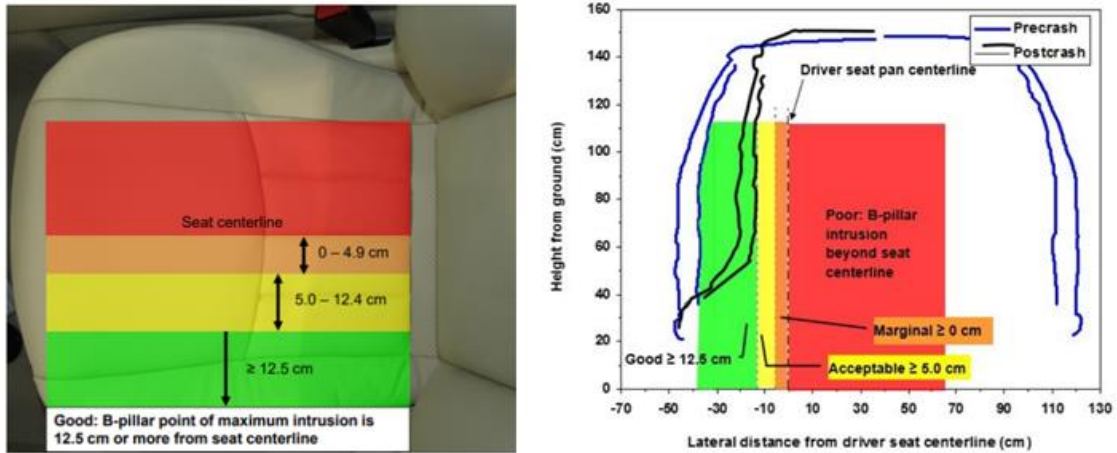 Seat centerline
0 – 4.9 cm
5.0 – 12.4 cm
≥ 12.5 cm
Good: B-pillar point of maximum intrusion is
12.5 cm or more from seat centerline
Height from ground (cm)
160
140
120
100
80
60
40
20
0
Precrash
Postcrash
Driver seat pan centerline
Poor: B-pillar
intrusion
beyond seat
centerline
Marginal ≥ 0 cm
Good ≥ 12.5 cm
Acceptable ≥ 5.0 cm
-70 -50 -30 -10 10 30 50 70 90 110 130
Lateral distance from driver seat centerline (cm)